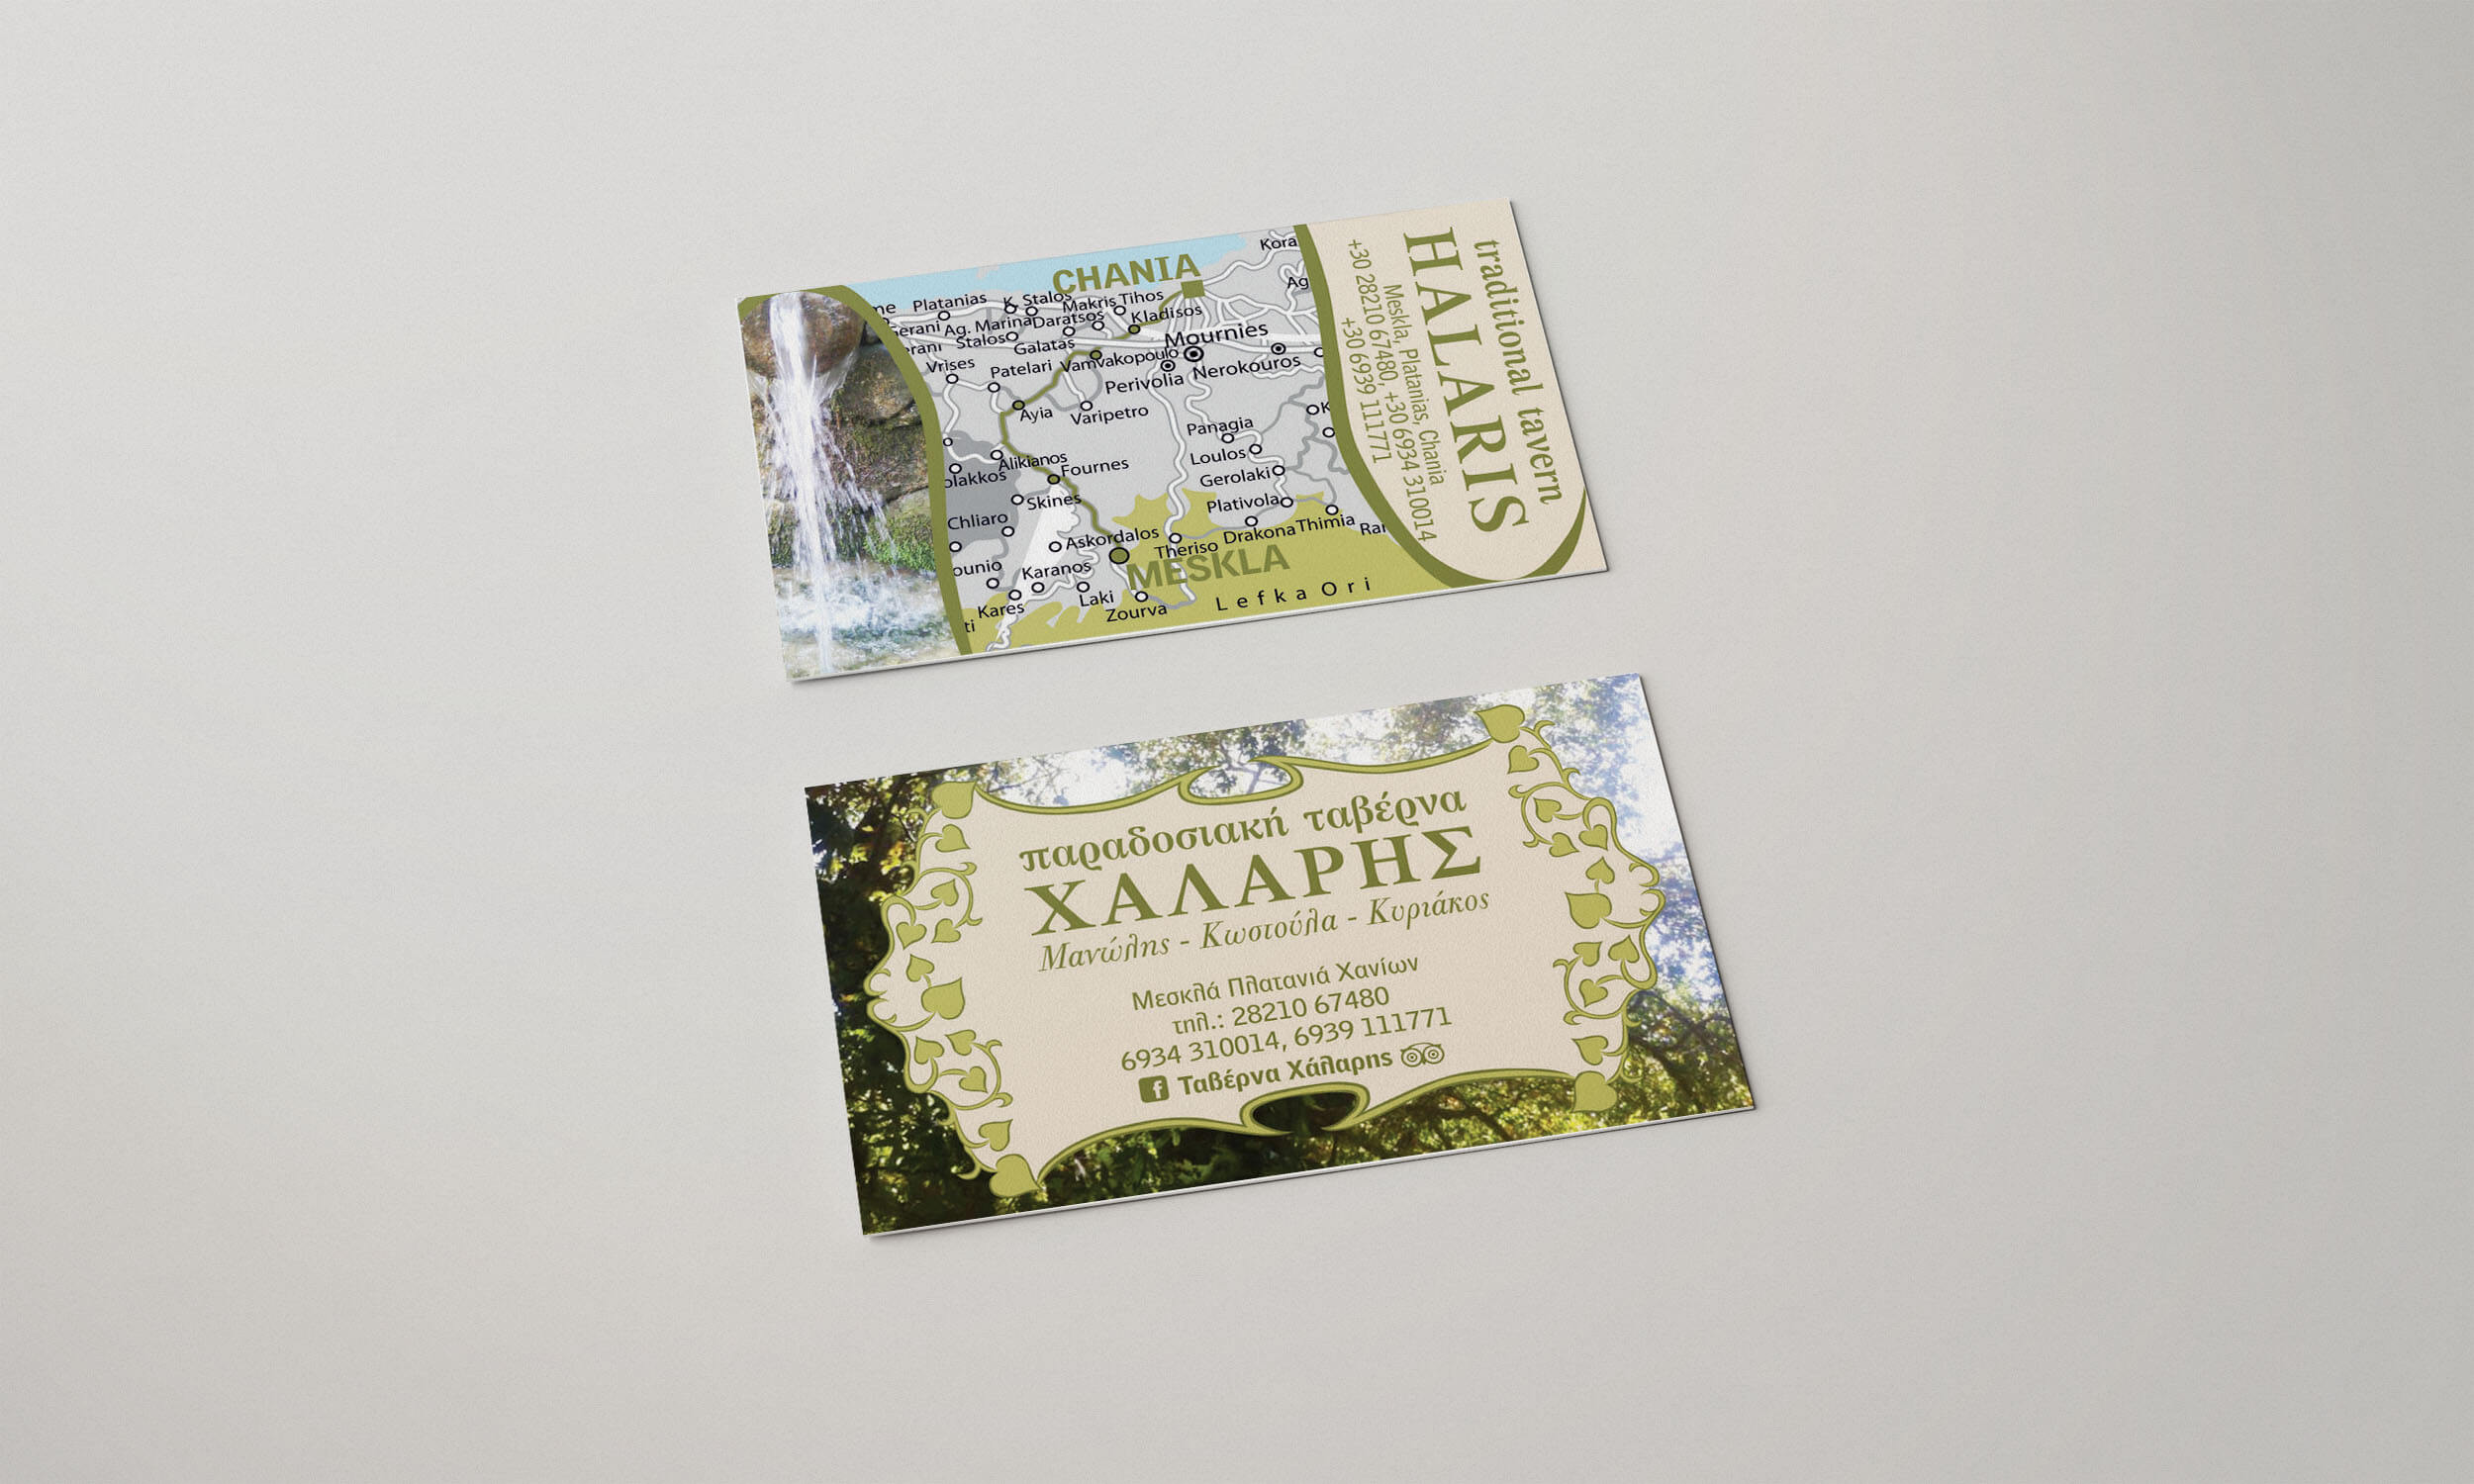 CHANIA
Kora
Platanias
K. Stalos
Makris Tihos
Ag
Ag. Marina
Daratsos
Kladisos
Stalos
Galatas
Mournies
Vrises
Patelari
Vamvakopoulo
Perivolia
Nerokouros
Ayia
Varipetro
Panagia
Alikianos
Fournes
Loulos
Skines
Gerolaki
Chliaro
Plativola
Askordalos
Theriso
Drakona
Thimia
MESKLA
Karanos
Kares
Laki
Zourva
Lefka Ori
traditional tavern
HALARIS
Meskla, Platanias, Chania
+30 28210 67480, +30 6934 310014
+30 6939 111771
παραδοσιακή ταβέρνα
ΧΑΛΑΡΗΣ
Μανώλης - Κωστούλα - Κυριάκος
Μεσκλά Πλατανιά Χανίων
τηλ.: 28210 67480
6934 310014, 6939 111771
f Ταβέρνα Χάλαρης